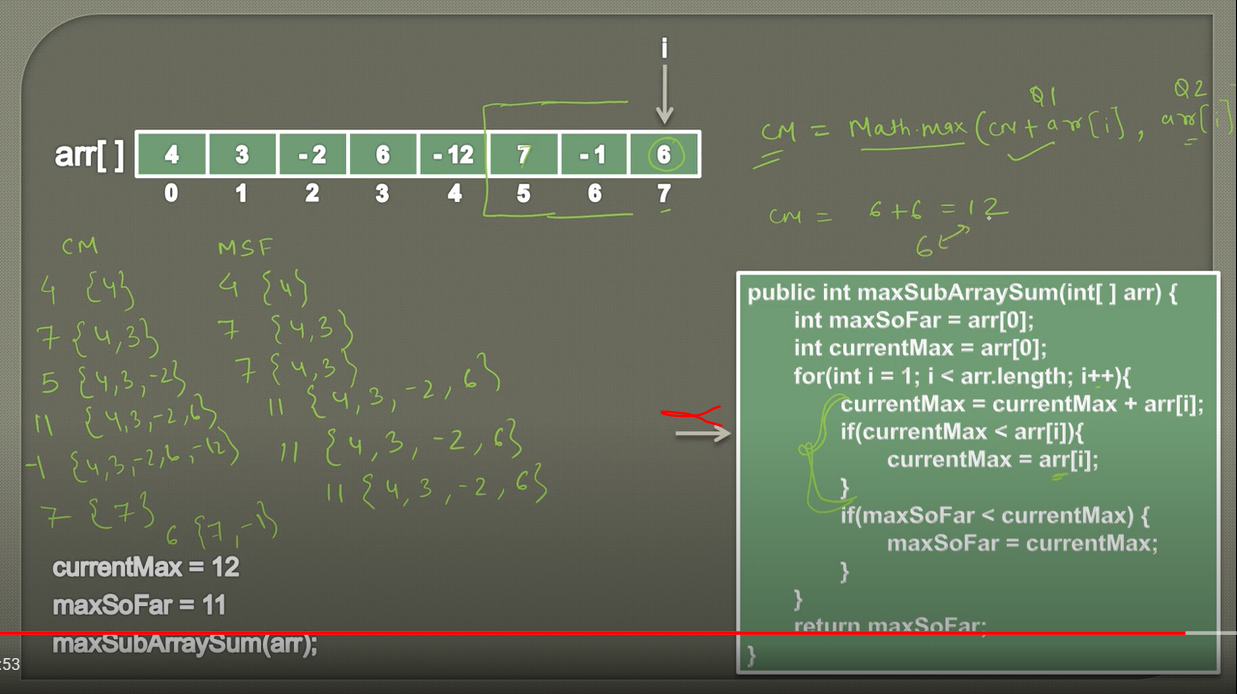 i
Q1
Q2
CM = Math.max (CM + arr[i], arr[i]
arr[ ] 4 3 -2 6 -12 7 -1 6
0 1 2 3 4 5 6 7
CM = 6+6 = 12
6
CM MSF
4 {4} 4 {4}
7 {4,3} 7 {4,3}
5 {4,3,-2} 7 {4,3}
11 {4,3,-2,6} 11 {4,3,-2,6}
-1 {4,3,-2,6,-12} 11 {4,3,-2,6}
7 {7} 11 {4,3,-2,6}
6 {7,-1}
currentMax = 12
maxSoFar = 11
maxSubArraySum(arr);
:53
public int maxSubArraySum(int[ ] arr) {
int maxSoFar = arr[0];
int currentMax = arr[0];
for(int i = 1; i < arr.length; i++){
currentMax = currentMax + arr[i];
if(currentMax < arr[i]){
currentMax = arr[i];
}
if(maxSoFar < currentMax) {
maxSoFar = currentMax;
}
}
return maxSoFar;
}